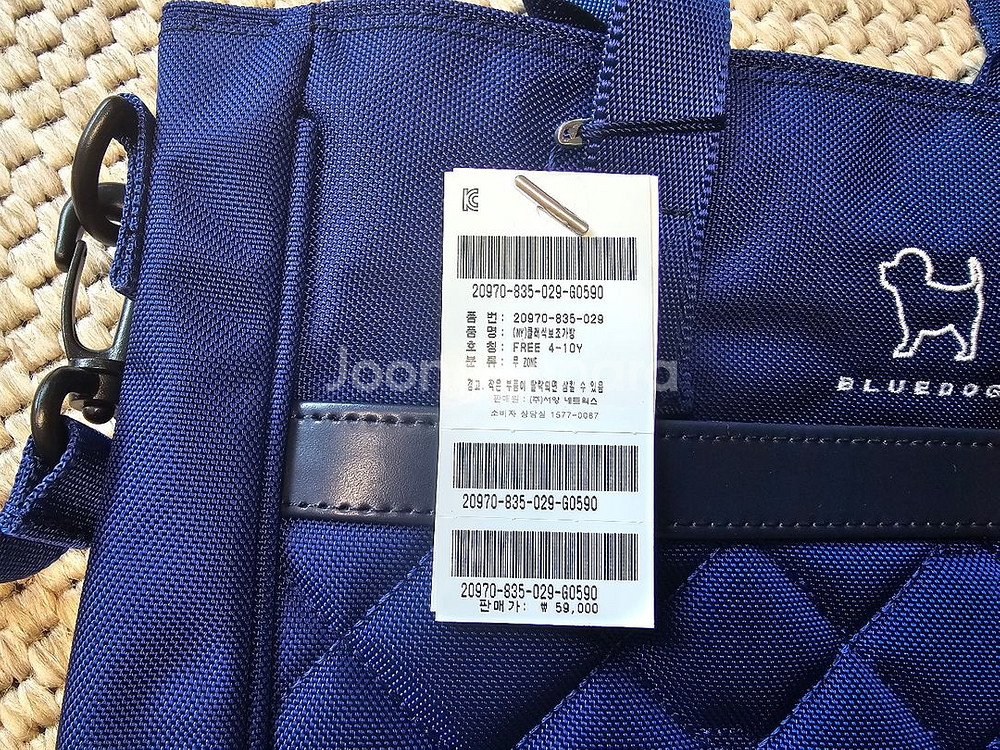 KC
20970-835-029-G0590
품 번: 20970-835-029
품 명: (NY)클래식보조가방
호 칭: FREE 4-10Y
분 류: 무 ZONE
경고, 작은 부품이 탈락되면 삼킬 수 있음
판매원 : (주)서양 네트웍스
소비자 상담실 1577-0087
BLUEDOG
20970-835-029-G0590
20970-835-029-G0590
판매가: ₩ 59,000